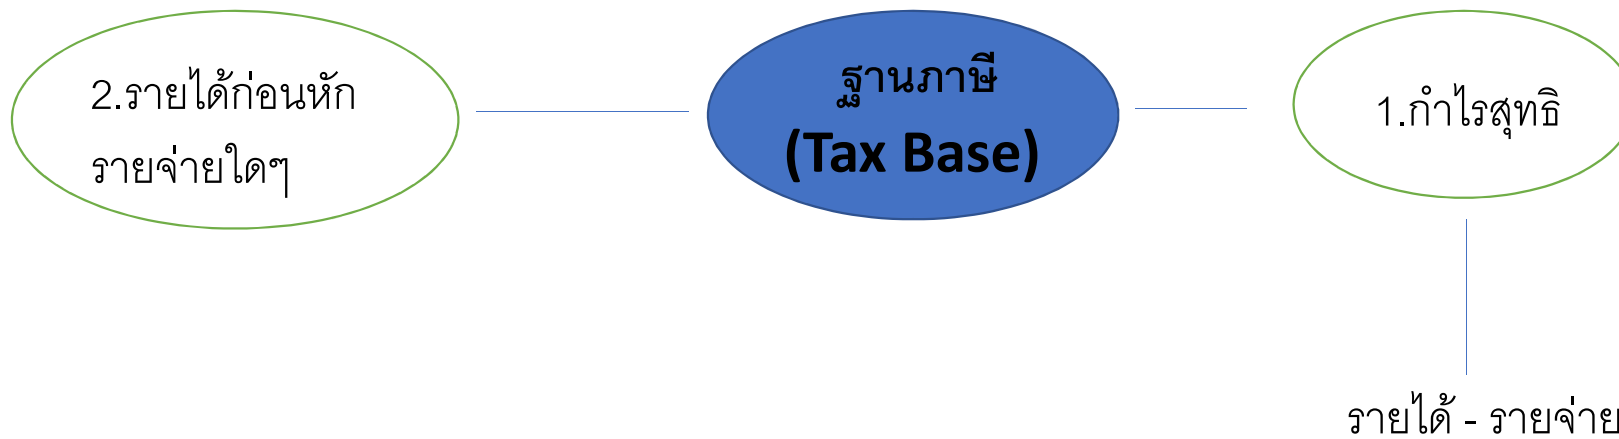 2.รายได้ก่อนหัก
รายจ่ายใดๆ
ฐานภาษี
(Tax Base)
1.กำไรสุทธิ
รายได้ - รายจ่าย